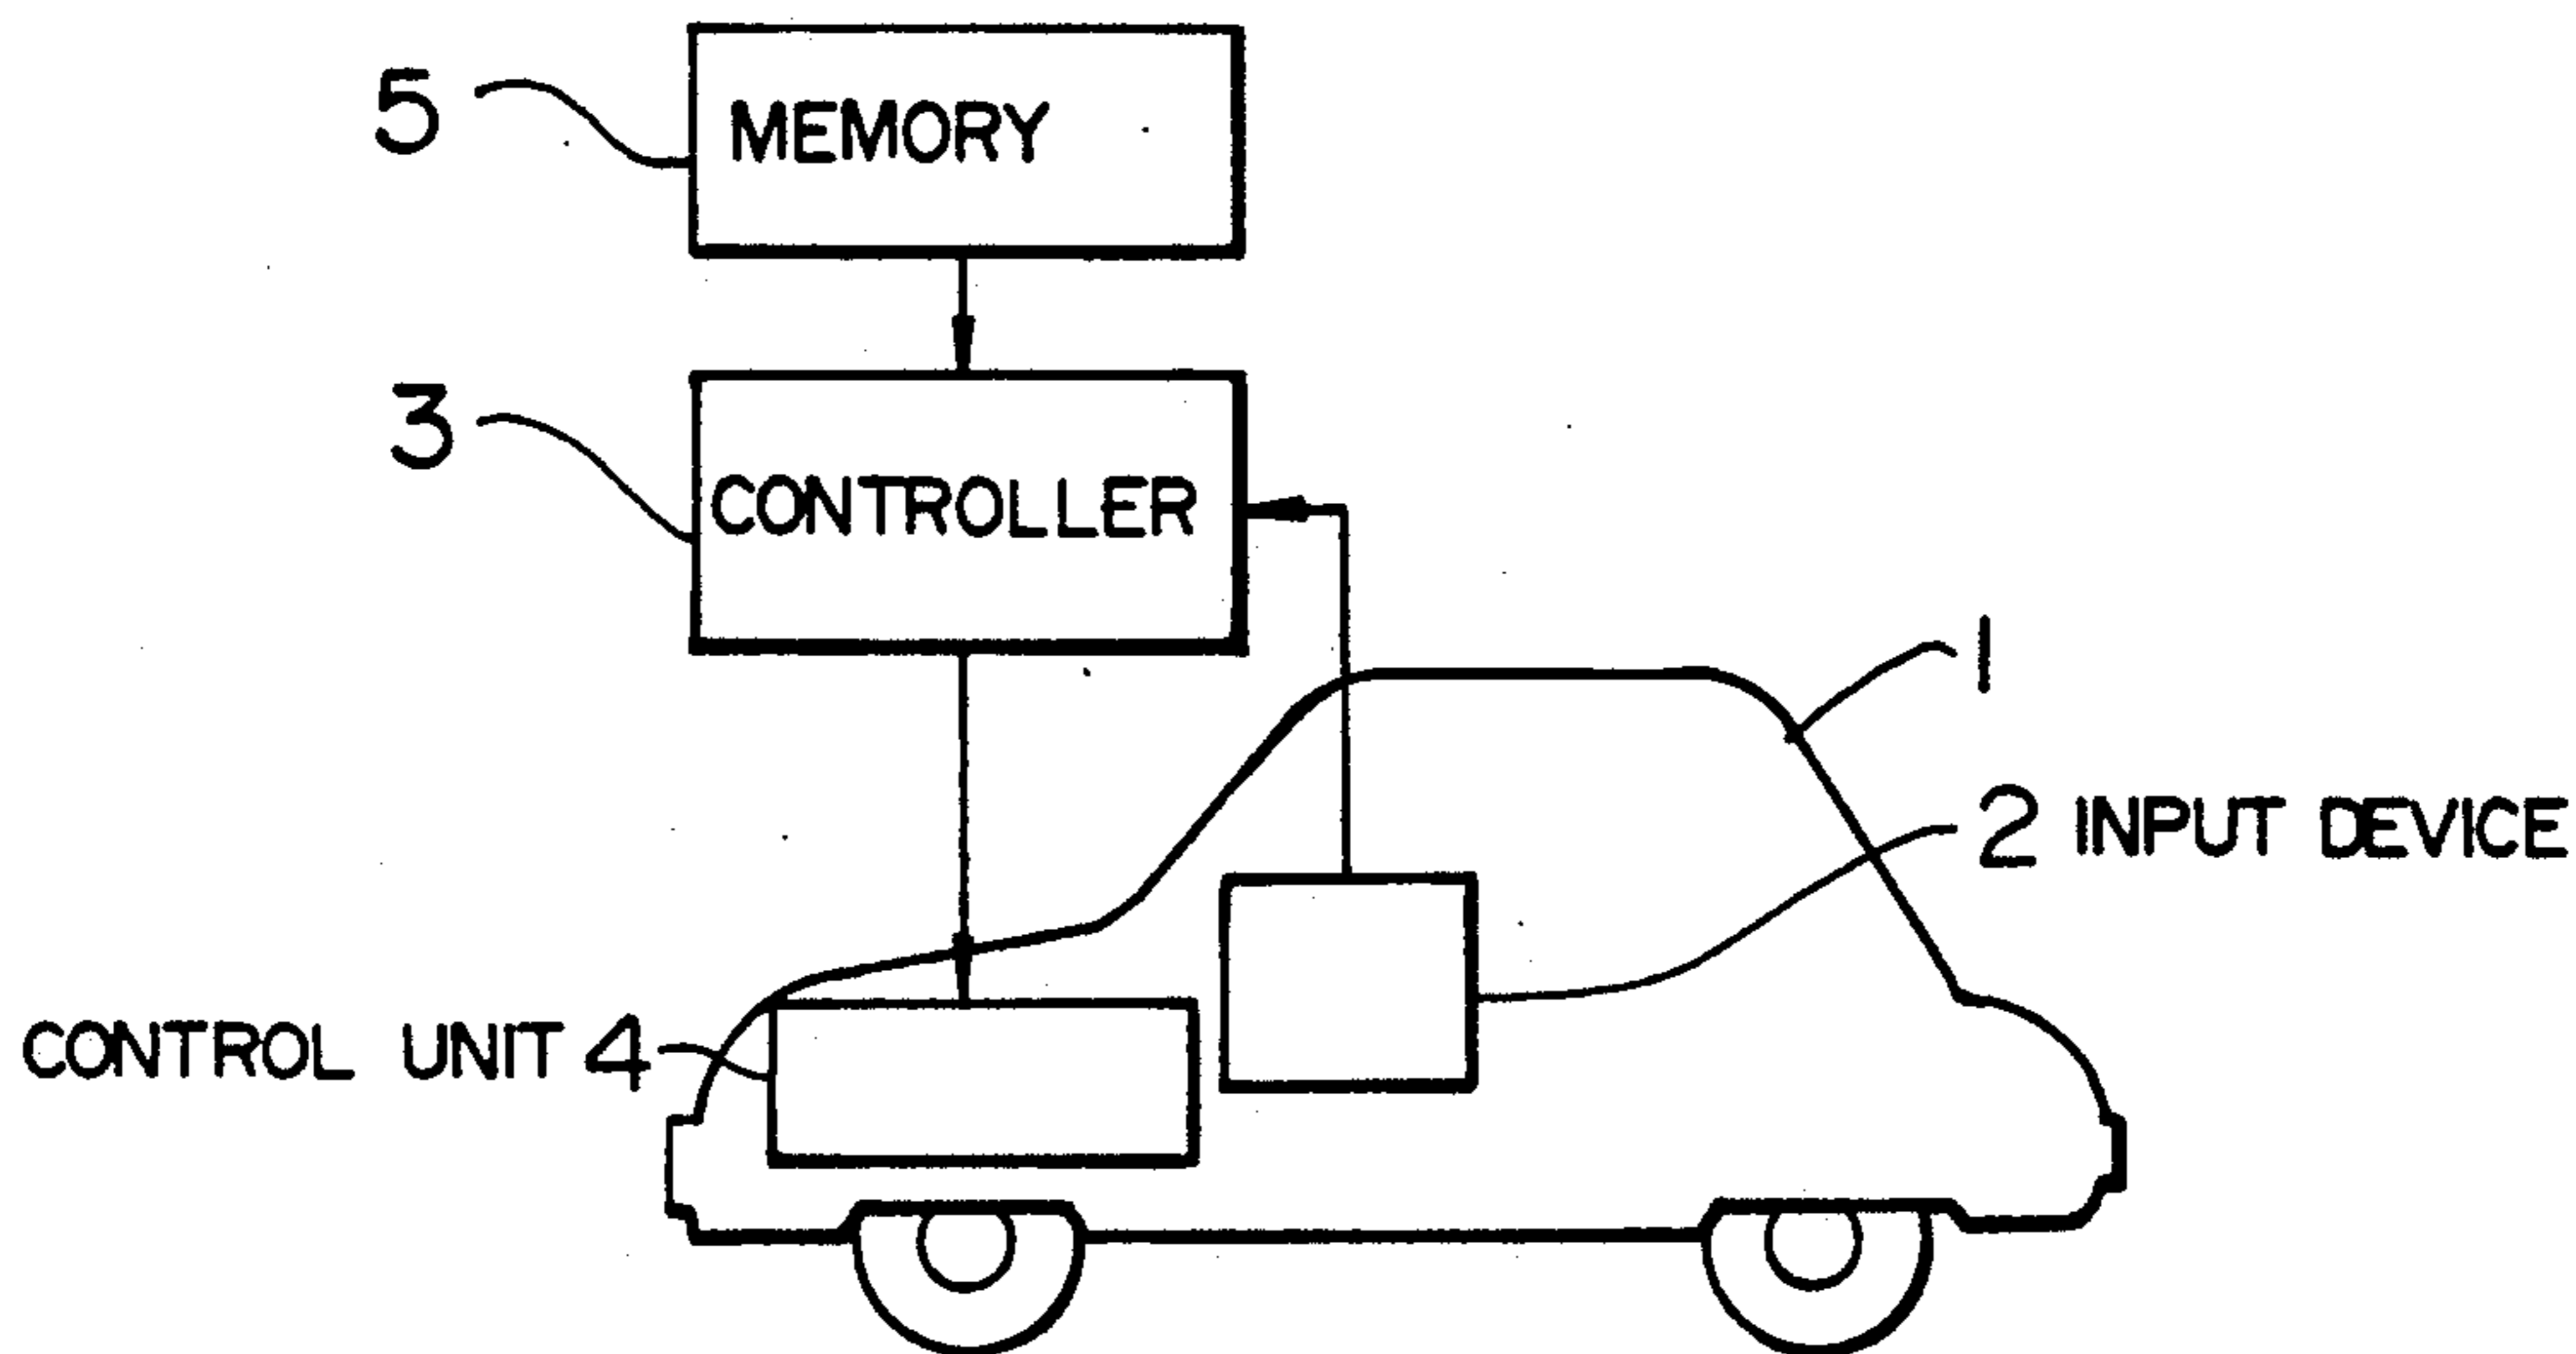 5
MEMORY
3
CONTROLLER
1
2 INPUT DEVICE
CONTROL UNIT 4